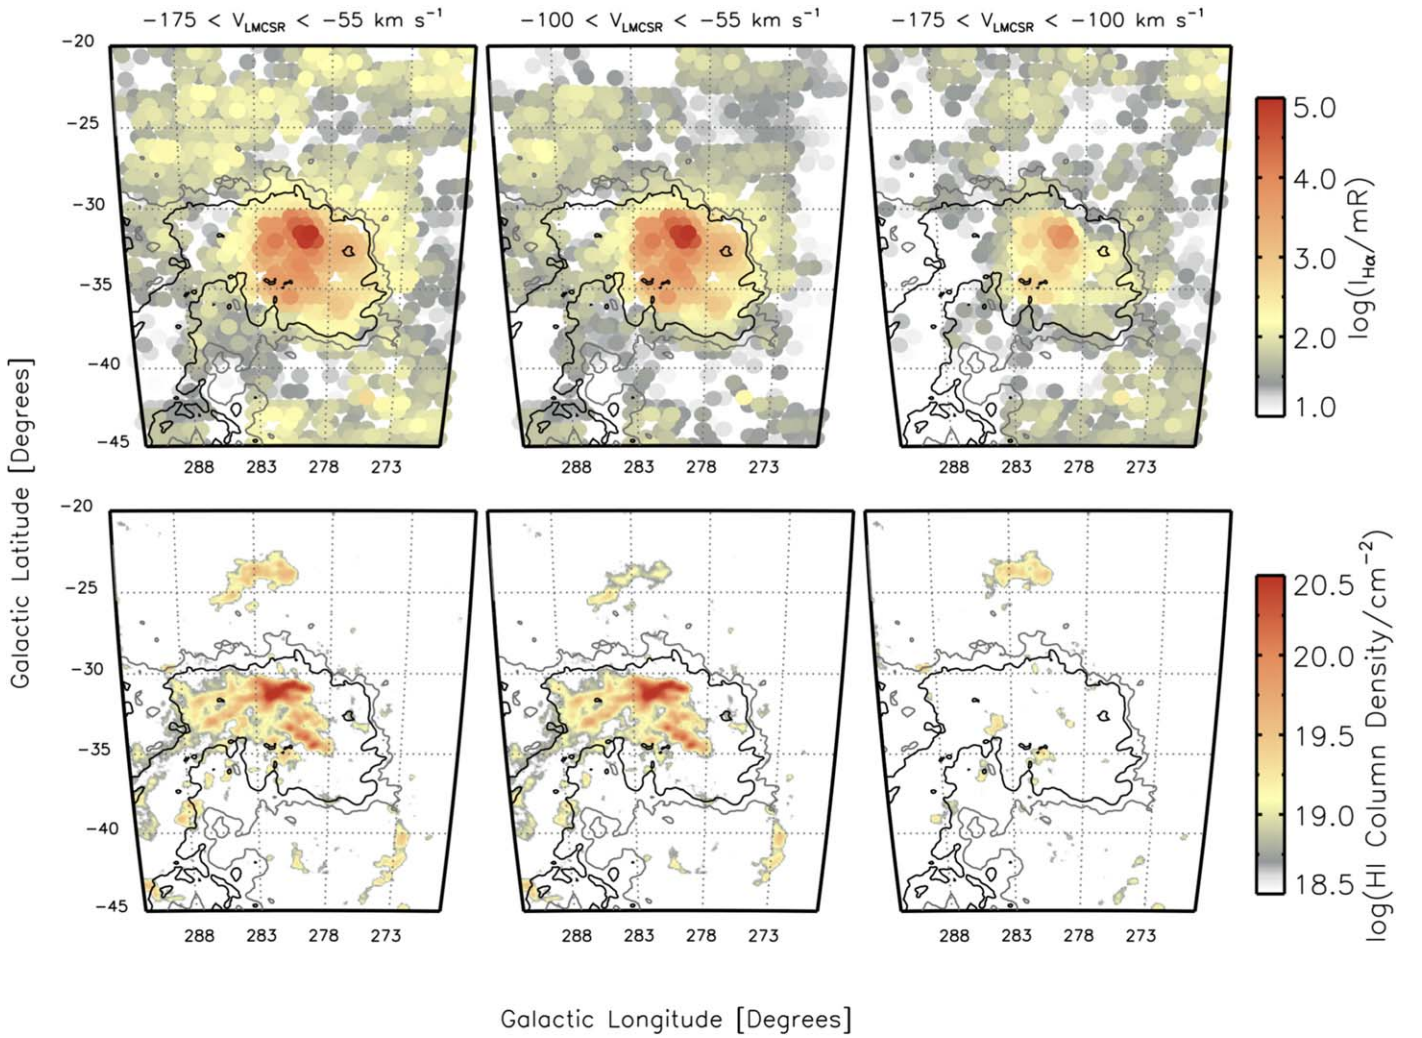 −175 < V_LMCSR < −55 km s⁻¹
−100 < V_LMCSR < −55 km s⁻¹
−175 < V_LMCSR < −100 km s⁻¹
−20
−25
−30
−35
−40
−45
288 283 278 273
288 283 278 273
288 283 278 273
5.0
4.0
3.0
2.0
1.0
log(I_Hα/mR)
Galactic Latitude [Degrees]
−20
−25
−30
−35
−40
−45
288 283 278 273
288 283 278 273
288 283 278 273
20.5
20.0
19.5
19.0
18.5
log(HI Column Density/cm⁻²)
Galactic Longitude [Degrees]